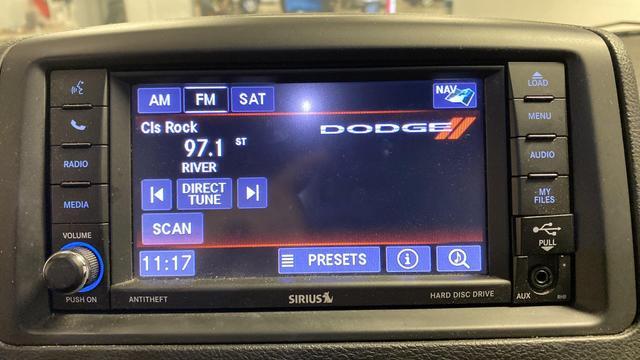 LOAD
AM FM SAT NAV
MENU
Cls Rock
DODGE
97.1 ST
RIVER
AUDIO
RADIO
DIRECT
TUNE
MY
FILES
MEDIA
SCAN
VOLUME
PULL
11:17 PRESETS
PUSH ON
ANTITHEFT SIRIUS HARD DISC DRIVE
AUX RHB